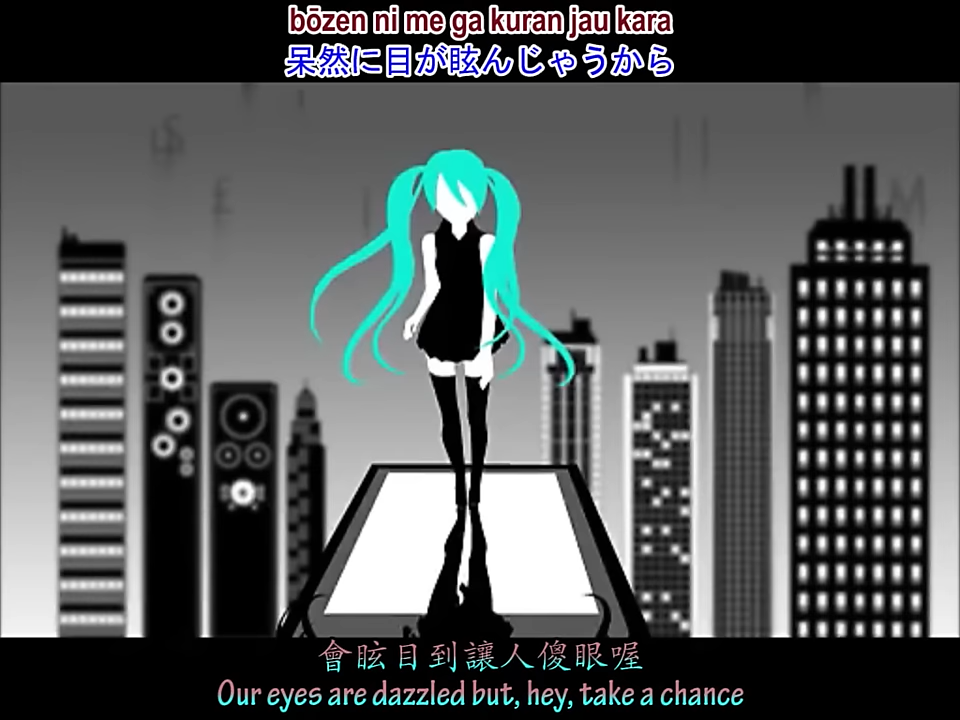 bōzen ni me ga kuran jau kara
呆然に目が眩んじゃうから
會眩目到讓人傻眼喔
Our eyes are dazzled but, hey, take a chance